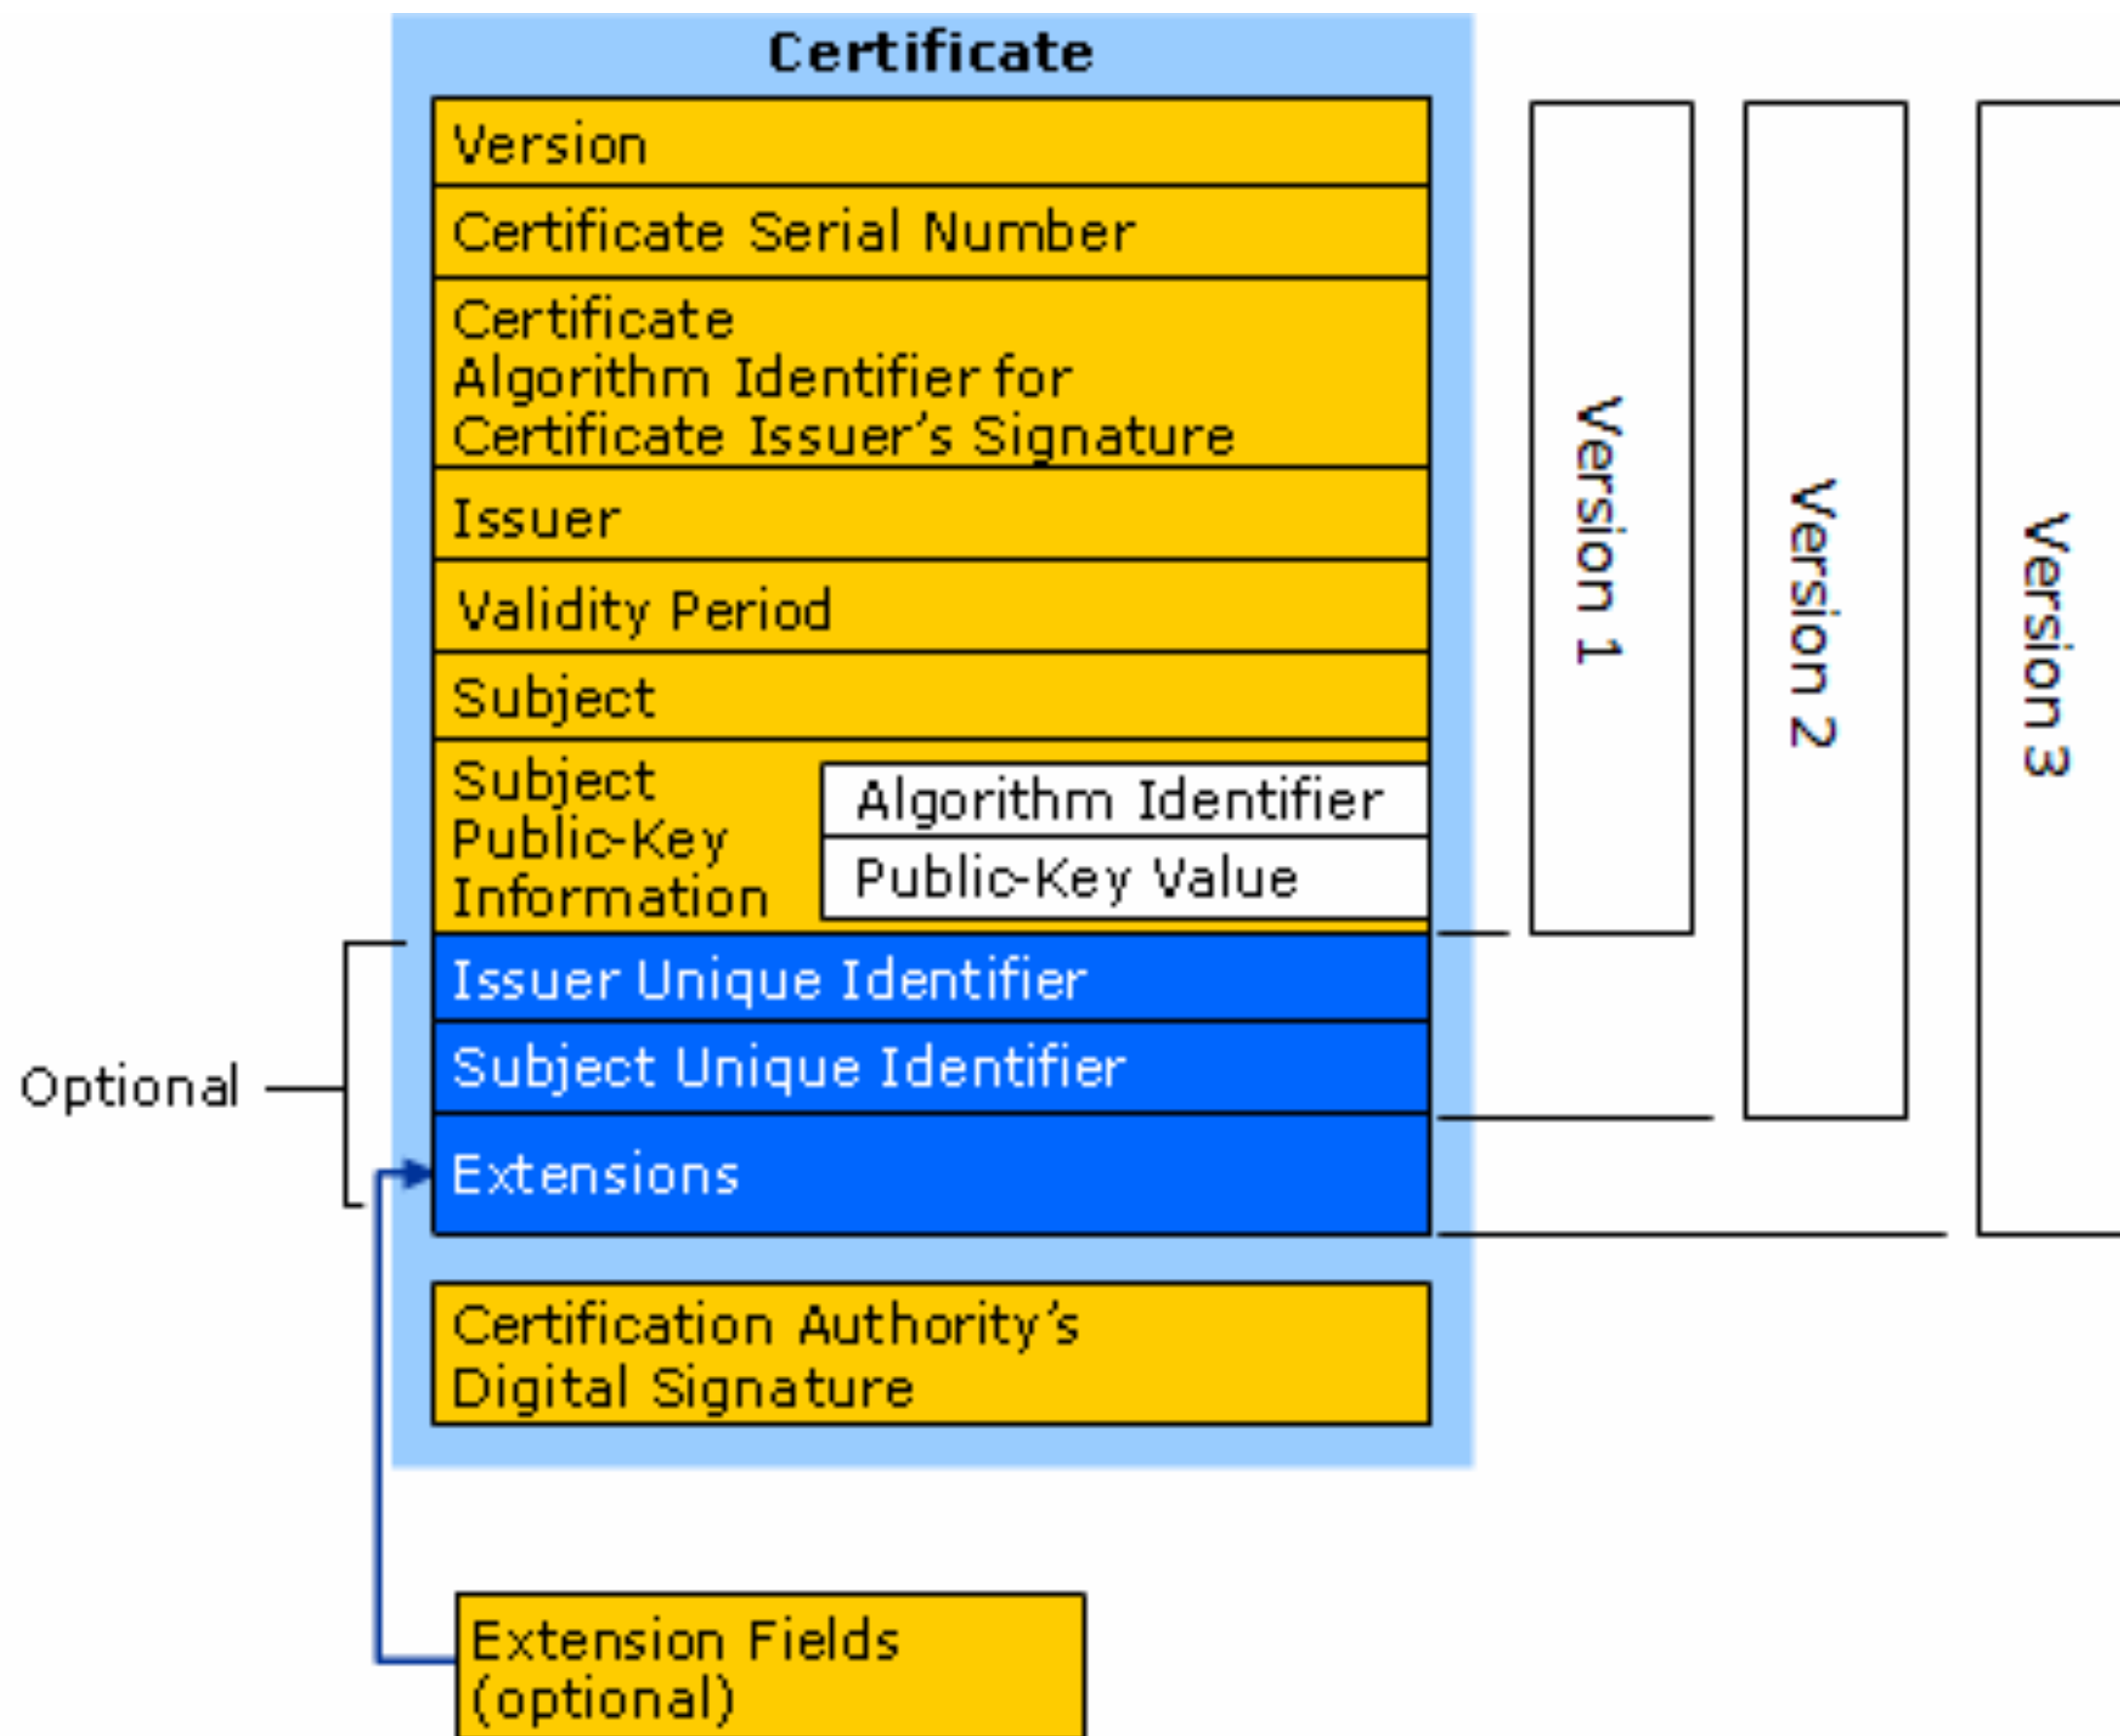 Certificate
Version
Certificate Serial Number
Certificate
Algorithm Identifier for
Certificate Issuer's Signature
Issuer
Validity Period
Subject
Subject
Public-Key
Information
Algorithm Identifier
Public-Key Value
Issuer Unique Identifier
Subject Unique Identifier
Extensions
Optional
Certification Authority's
Digital Signature
Extension Fields
(optional)
Version 1
Version 2
Version 3